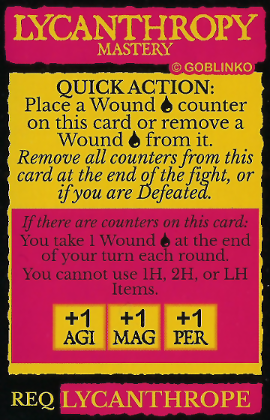 LYCANTHROPY
MASTERY
© GOBLINKO
QUICK ACTION:
Place a Wound counter
on this card or remove a
Wound from it.
Remove all counters from this
card at the end of the fight, or
if you are Defeated.
If there are counters on this card:
You take 1 Wound at the end
of your turn each round.
You cannot use 1H, 2H, or LH
Items.
+1 +1 +1
AGI MAG PER
REQ LYCANTHROPE